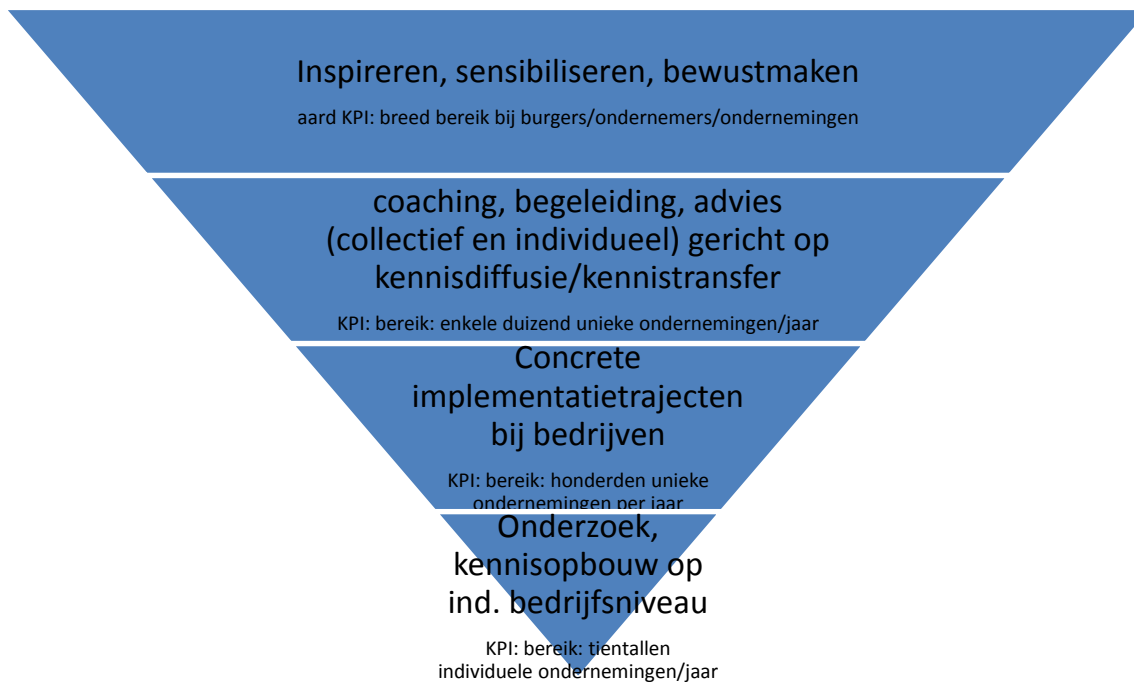 Inspireren, sensibiliseren, bewustmaken
aard KPI: breed bereik bij burgers/ondernemers/ondernemingen
coaching, begeleiding, advies
(collectief en individueel) gericht op
kennisdiffusie/kennistransfer
KPI: bereik: enkele duizend unieke ondernemingen/jaar
Concrete
implementatietrajecten
bij bedrijven
KPI: bereik: honderden unieke
ondernemingen per jaar
Onderzoek,
kennisopbouw op
ind. bedrijfsniveau
KPI: bereik: tientallen
individuele ondernemingen/jaar